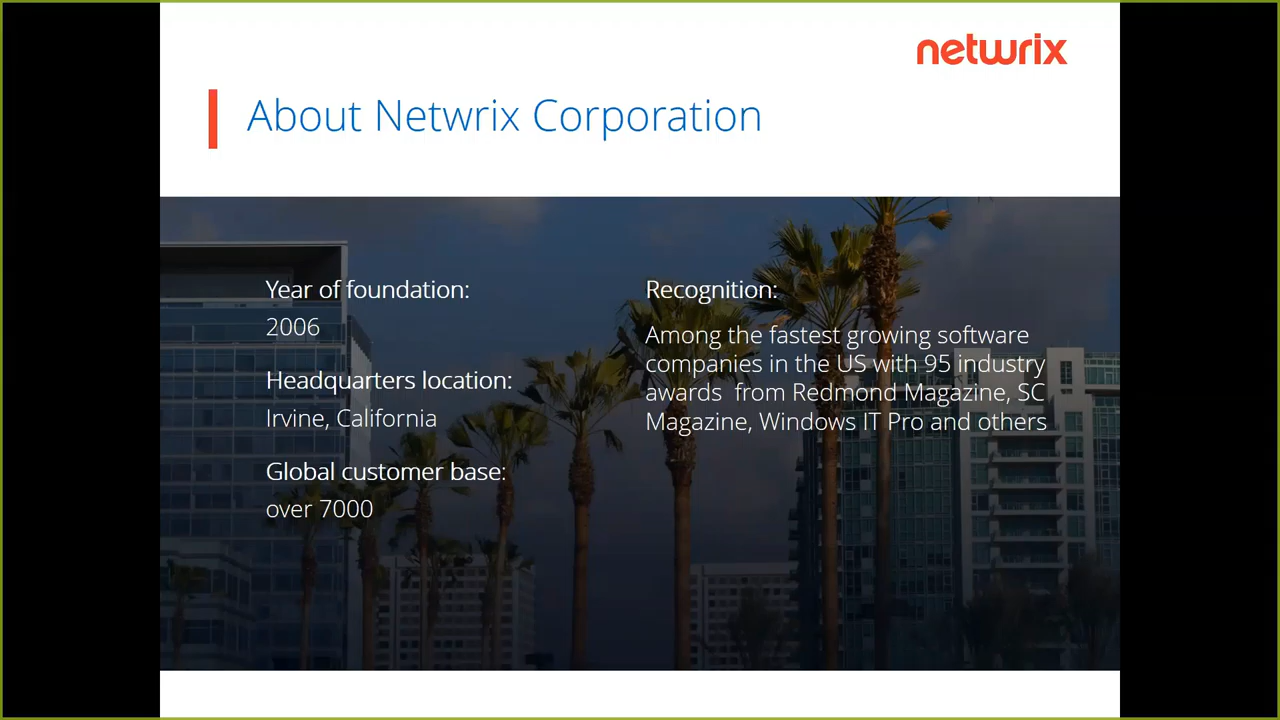 netwrix
About Netwrix Corporation
Year of foundation:
2006
Headquarters location:
Irvine, California
Global customer base:
over 7000
Recognition:
Among the fastest growing software
companies in the US with 95 industry
awards  from Redmond Magazine, SC
Magazine, Windows IT Pro and others